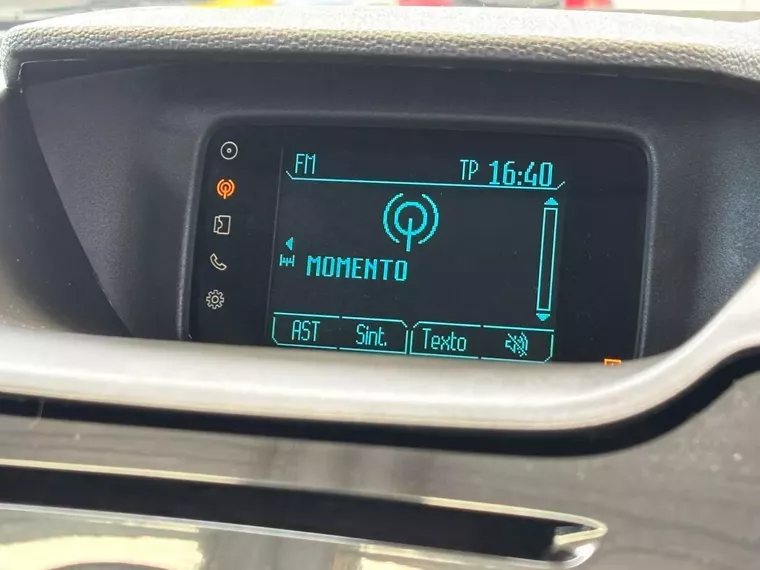 FM TP 16:40
MOMENTO
AST Sint. Texto